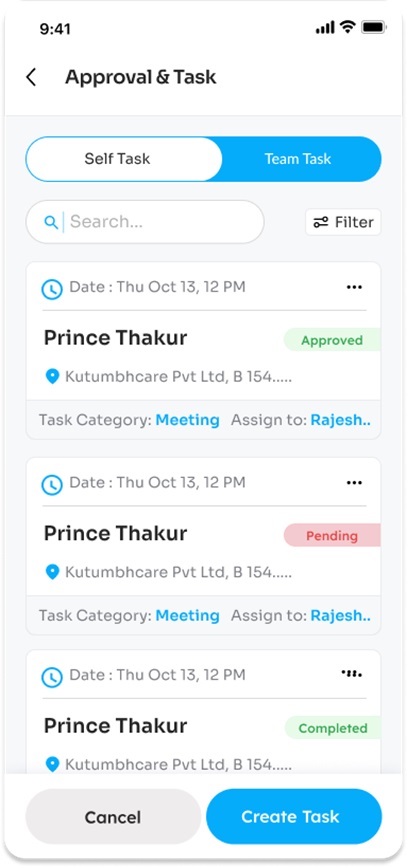 9:41
Approval & Task
Self Task Team Task
Search... Filter
Date : Thu Oct 13, 12 PM
Prince Thakur
Approved
Kutumbhcare Pvt Ltd, B 154.....
Task Category: Meeting Assign to: Rajesh..
Date : Thu Oct 13, 12 PM
Prince Thakur
Pending
Kutumbhcare Pvt Ltd, B 154.....
Task Category: Meeting Assign to: Rajesh..
Date : Thu Oct 13, 12 PM
Prince Thakur
Completed
Kutumbhcare Pvt Ltd, B 154.....
Cancel Create Task